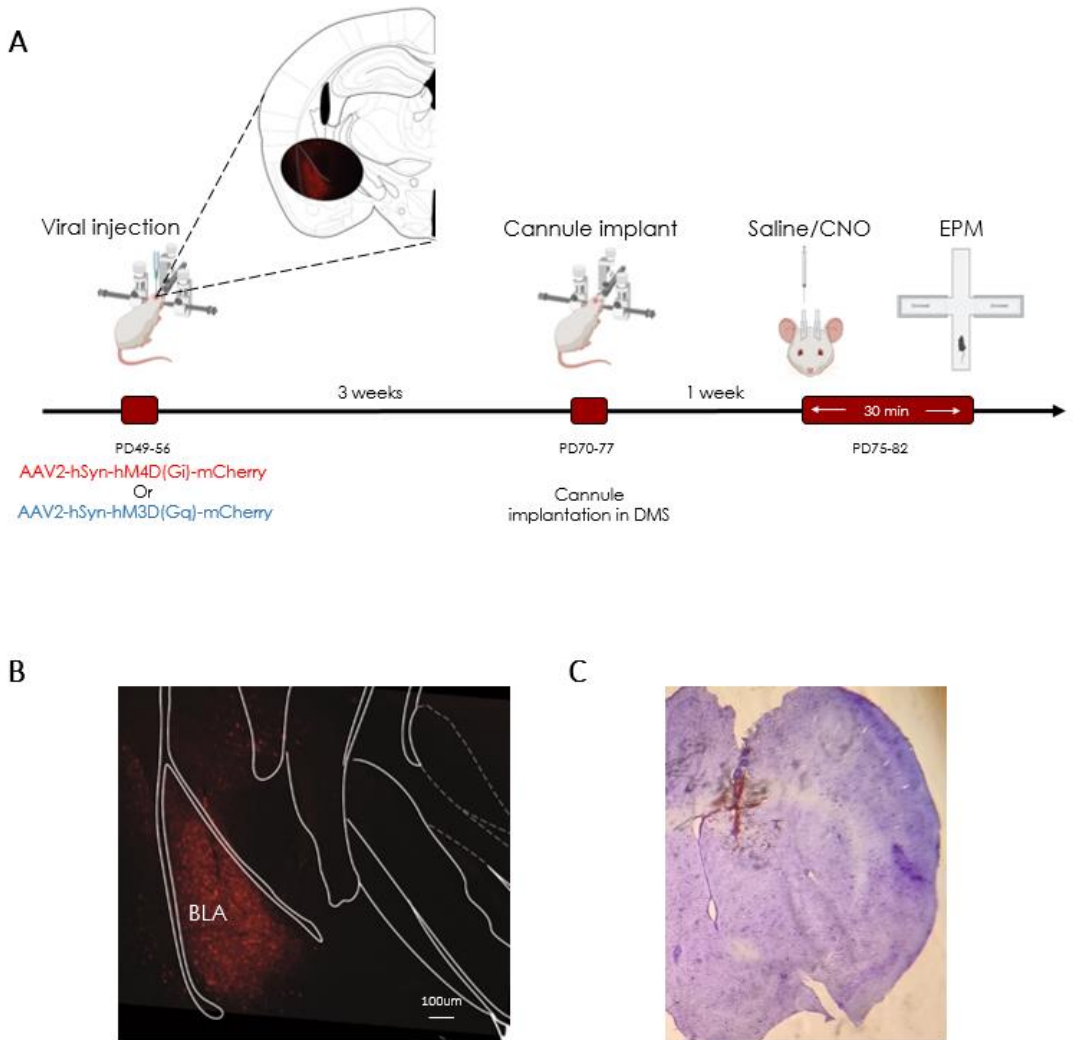 A
Viral injection
Cannule implant
Saline/CNO
EPM
3 weeks
1 week
30 min
PD49-56
PD70-77
PD75-82
AAV2-hSyn-hM4D(Gi)-mCherry
Or
AAV2-hSyn-hM3D(Gq)-mCherry
Cannule
implantation in DMS
B
C
BLA
100um